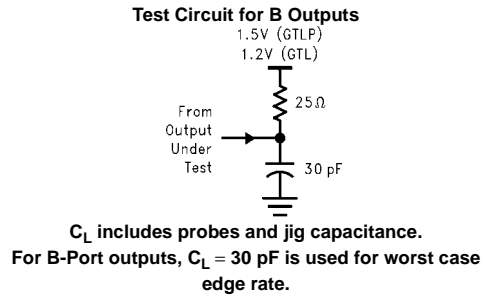 Test Circuit for B Outputs
1.5V (GTLP)
1.2V (GTL)
25Ω
From
Output
Under
Test
30 pF
CL includes probes and jig capacitance.
For B-Port outputs, CL = 30 pF is used for worst case
edge rate.